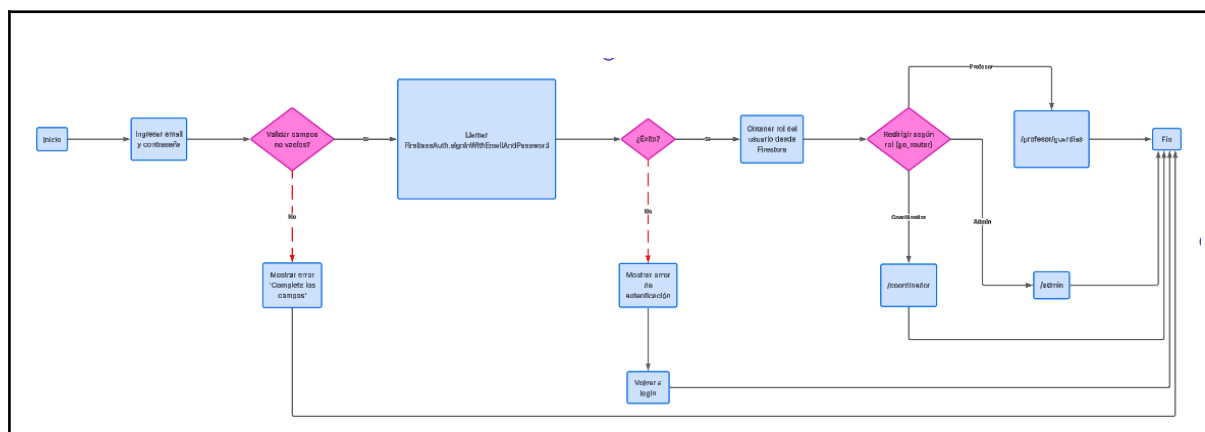 Inicio
Ingresar email
y contraseña
Validar campos
no vacíos?
Sí
Llamar
FirebaseAuth.signInWithEmailAndPassword
¿Éxito?
Sí
Obtener rol del
usuario desde
Firestore
Redirigir según
rol (go_router)
Profesor
/profesor/guardias
Fin
No
No
Coordinador
Admin
Mostrar error
'Complete los
campos'
Mostrar error
de
autenticación
/coordinador
/admin
Volver a
login